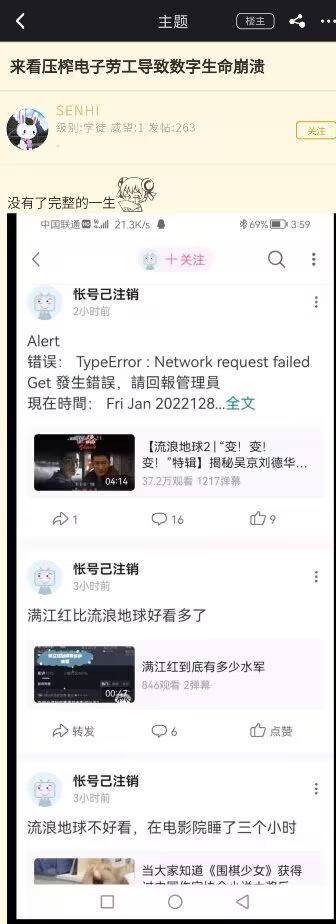 主题
楼主
来看压榨电子劳工导致数字生命崩溃
SENHI
级别:学徒 威望:1 发帖:263
关注
没有了完整的一生
中国联通 21.3K/s 69% 3:59
+关注
帐号已注销
2小时前
Alert
错误： TypeError : Network request failed
Get 發生錯誤，請回報管理員
現在時間： Fri Jan 2022128...全文
【流浪地球2 | “变！变！
变！”特辑】揭秘吴京刘德华...
04:14
37.2万观看 1217弹幕
1
16
9
帐号已注销
3小时前
满江红比流浪地球好看多了
满江红到底有多少水军
00:47
846观看 2弹幕
转发
6
点赞
帐号已注销
3小时前
流浪地球不好看，在电影院睡了三个小时
当大家知道《围棋少女》获得